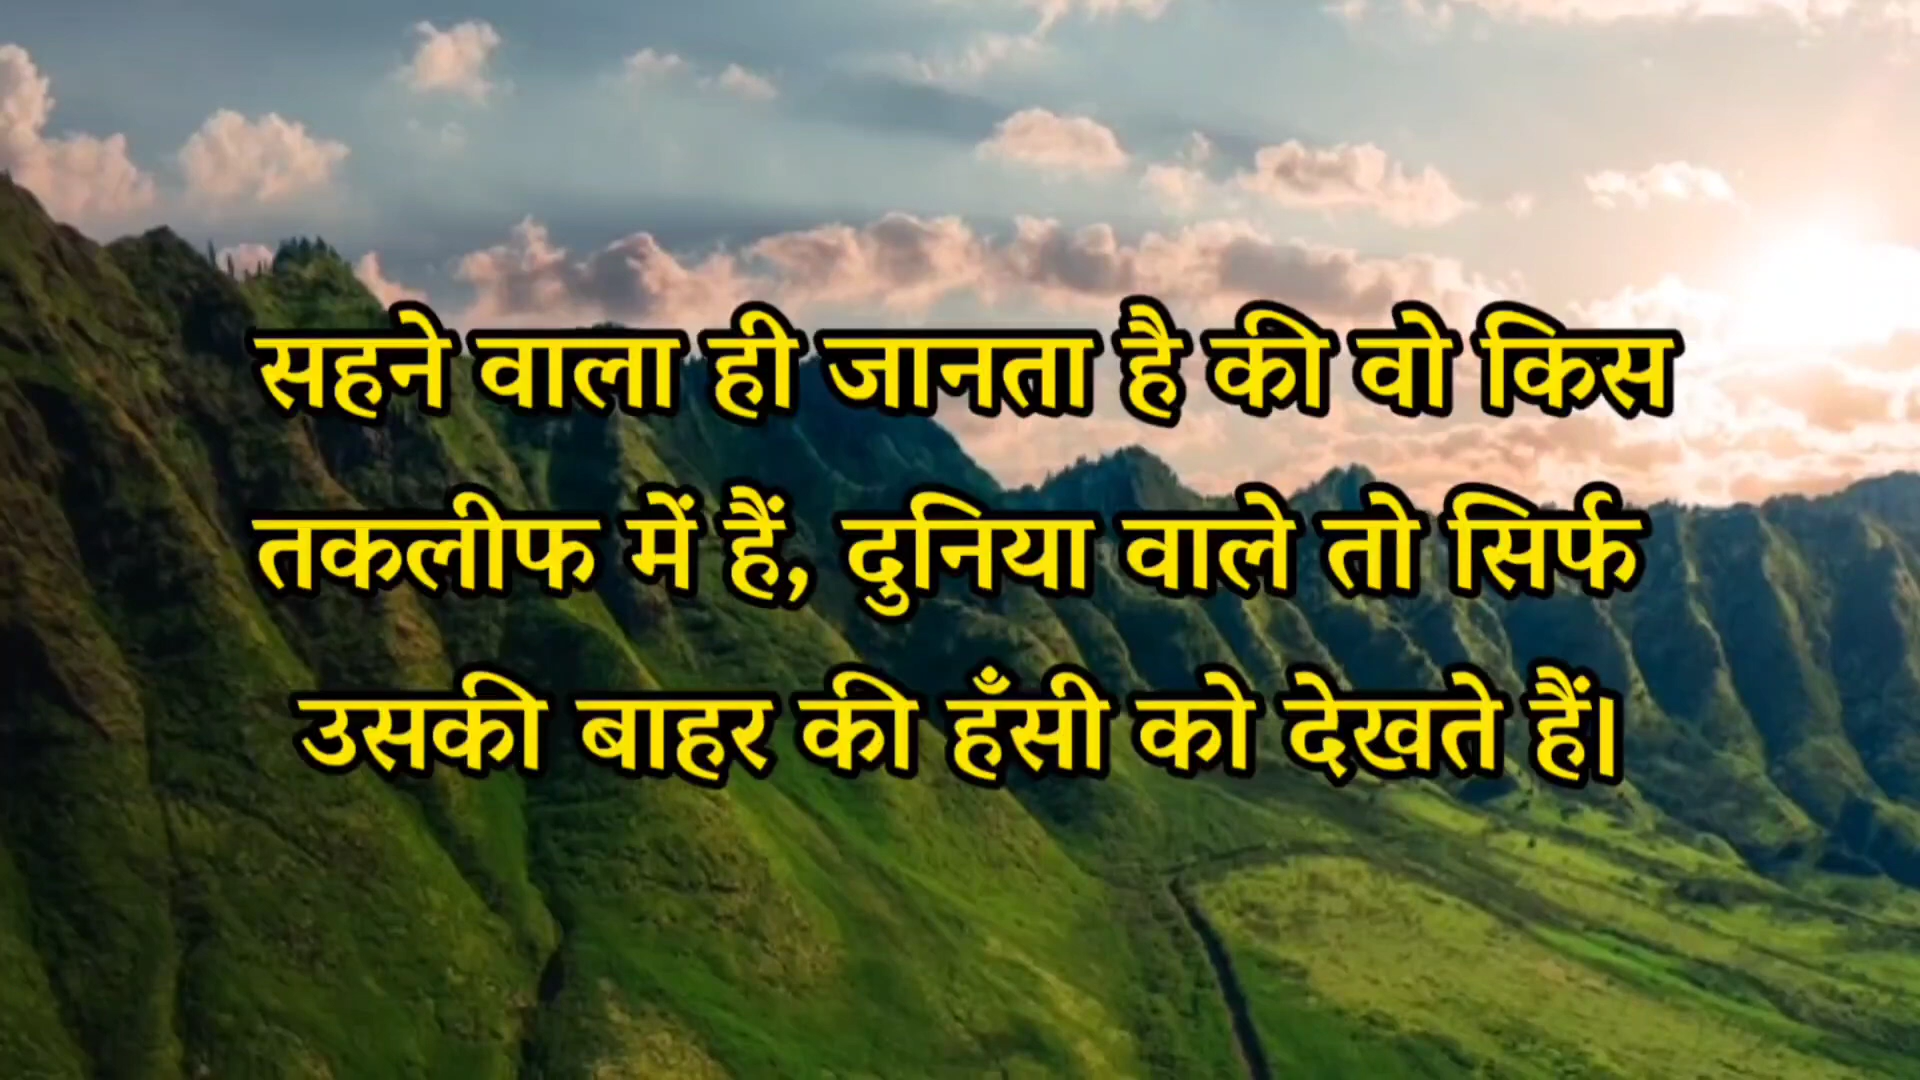 सहने वाला ही जानता है की वो किस
तकलीफ में हैं, दुनिया वाले तो सिर्फ
उसकी बाहर की हँसी को देखते हैं।